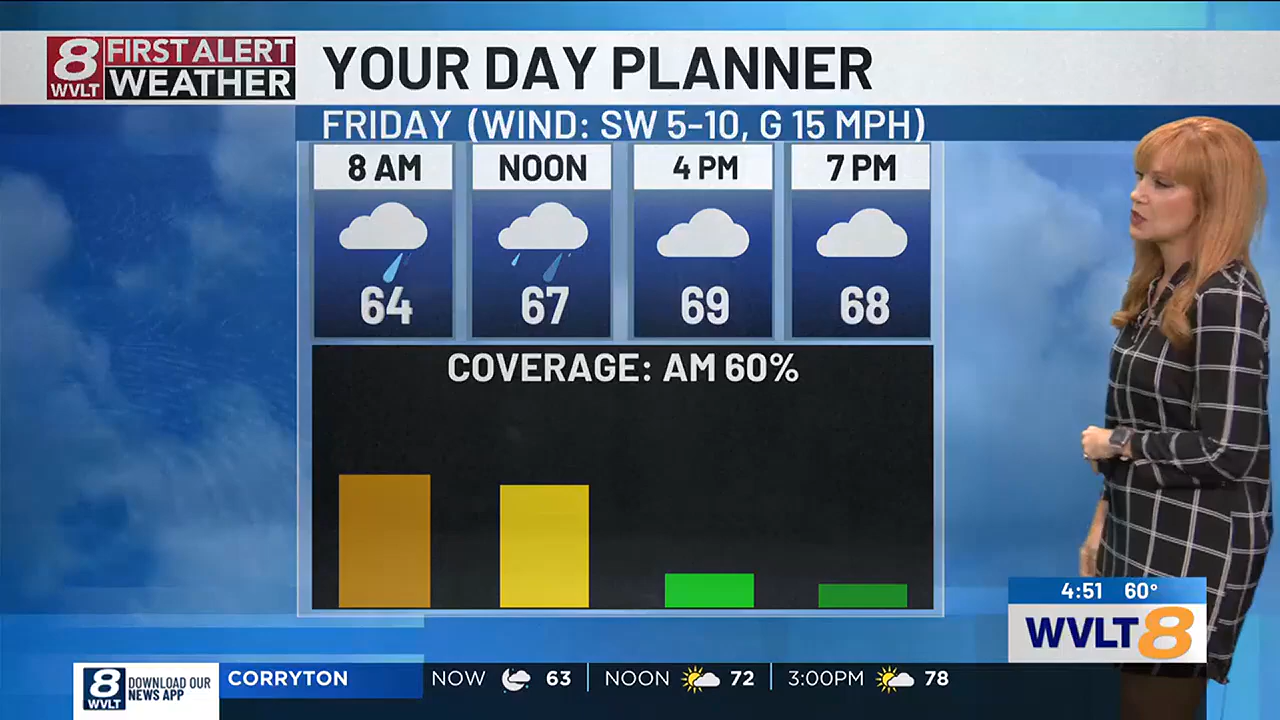 8 WVLT FIRST ALERT WEATHER
YOUR DAY PLANNER
FRIDAY (WIND: SW 5-10, G 15 MPH)
8 AM NOON 4 PM 7 PM
64 67 69 68
COVERAGE: AM 60%
4:51 60°
WVLT8
8 WVLT DOWNLOAD OUR NEWS APP
CORRYTON NOW 63 NOON 72 3:00PM 78